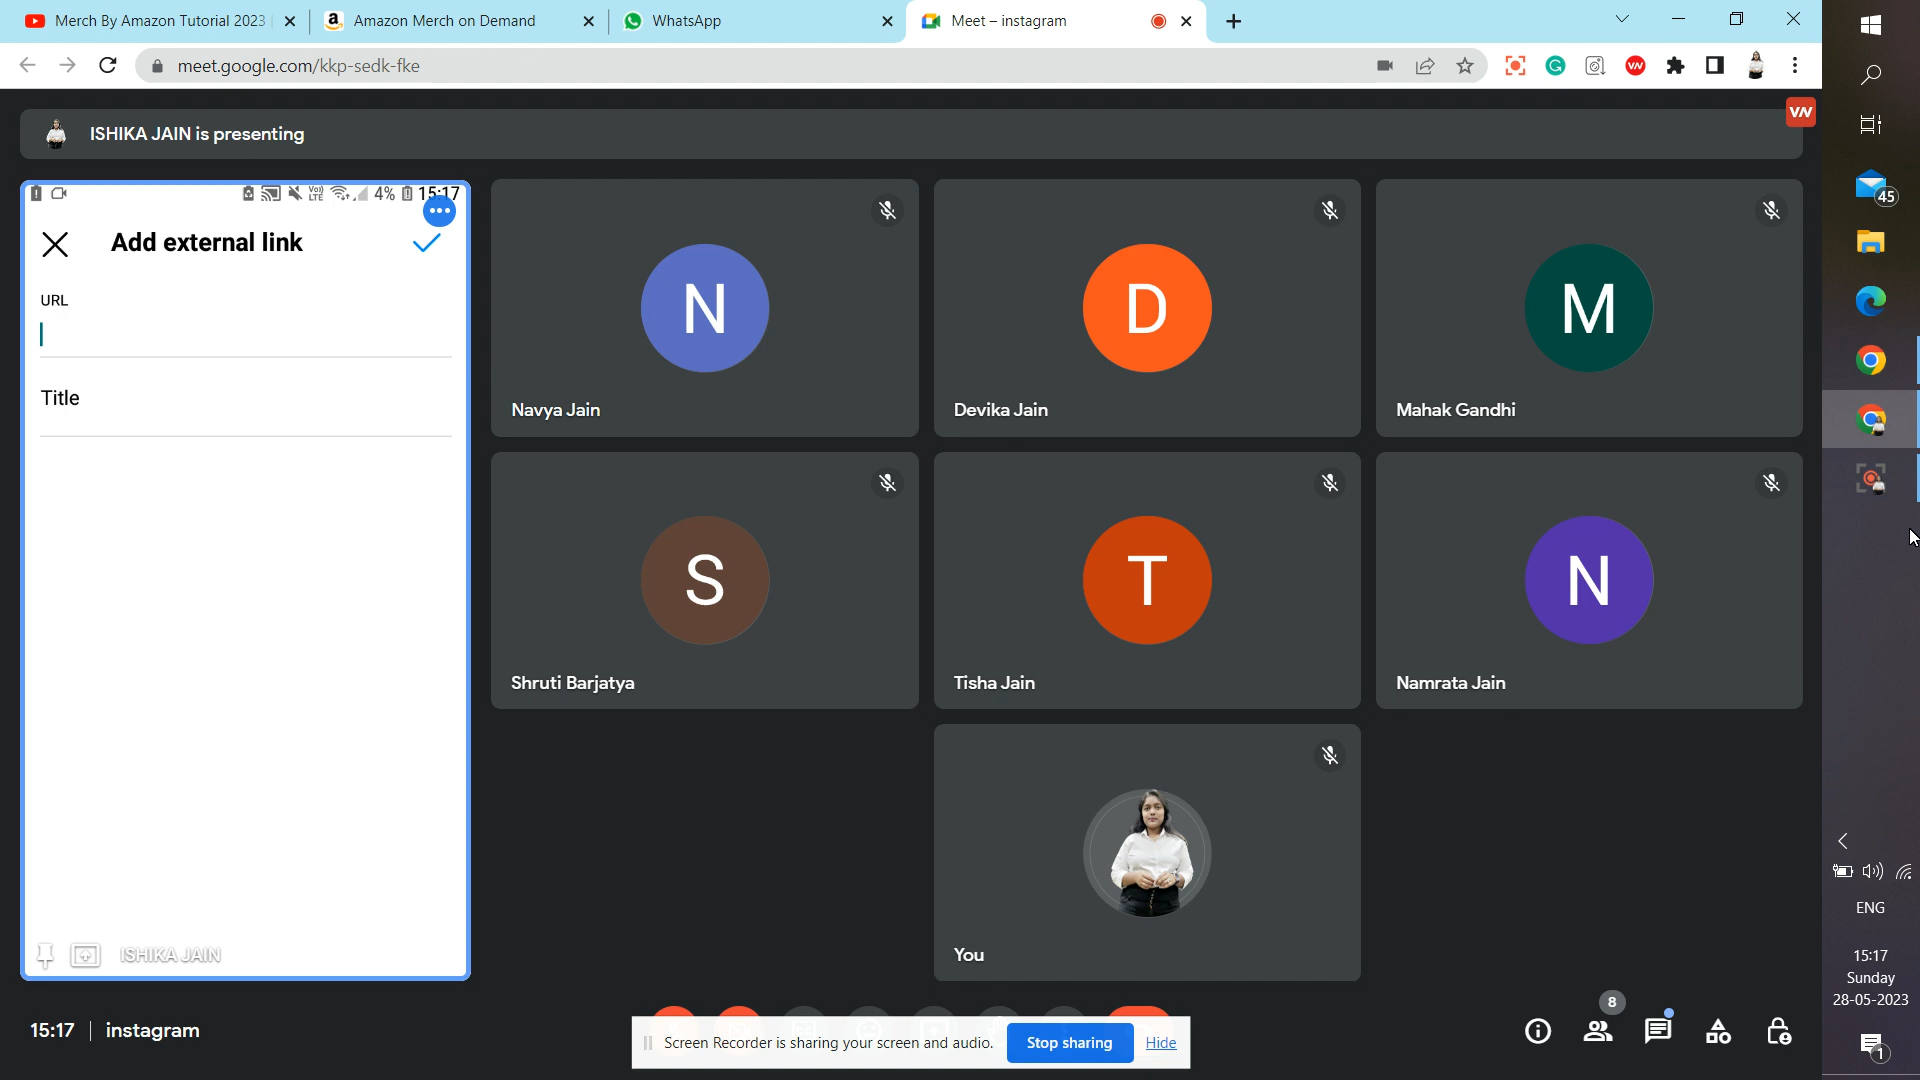 Merch By Amazon Tutorial 2023
Amazon Merch on Demand
WhatsApp
Meet – instagram
meet.google.com/kkp-sedk-fke
ISHIKA JAIN is presenting
VN
4% 15:17
Add external link
URL
Title
ISHIKA JAIN
N
Navya Jain
D
Devika Jain
M
Mahak Gandhi
S
Shruti Barjatya
T
Tisha Jain
N
Namrata Jain
You
15:17 | instagram
Screen Recorder is sharing your screen and audio.
Stop sharing
Hide
8
45
ENG
15:17
Sunday
28-05-2023
1